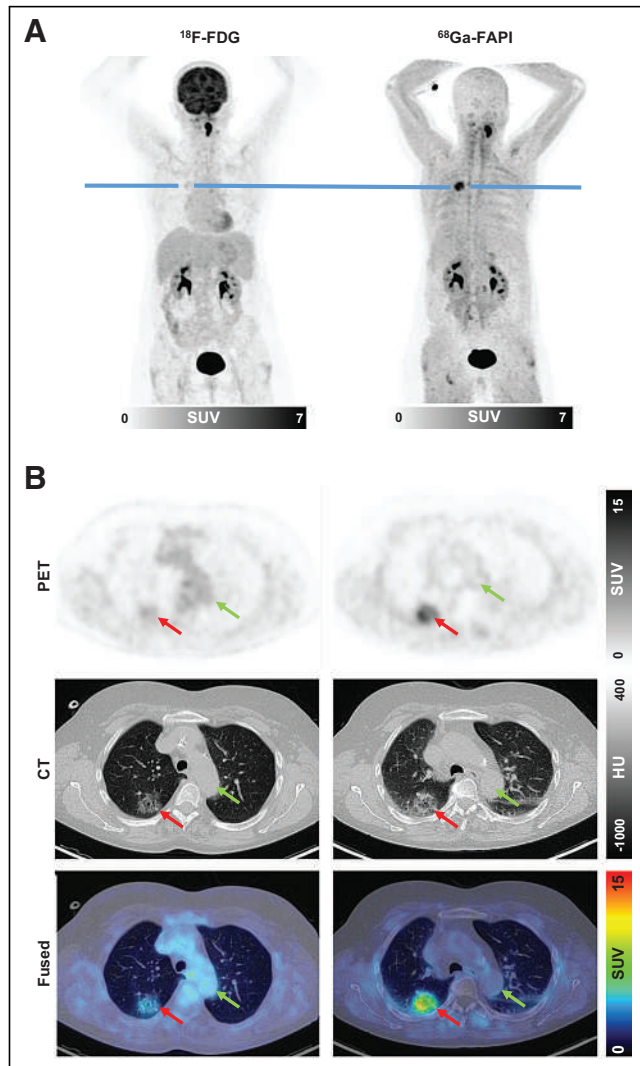 A
¹⁸F-FDG
⁶⁸Ga-FAPI
0 SUV 7
0 SUV 7
B
PET
15
SUV
0
CT
400
HU
-1000
Fused
15
SUV
0